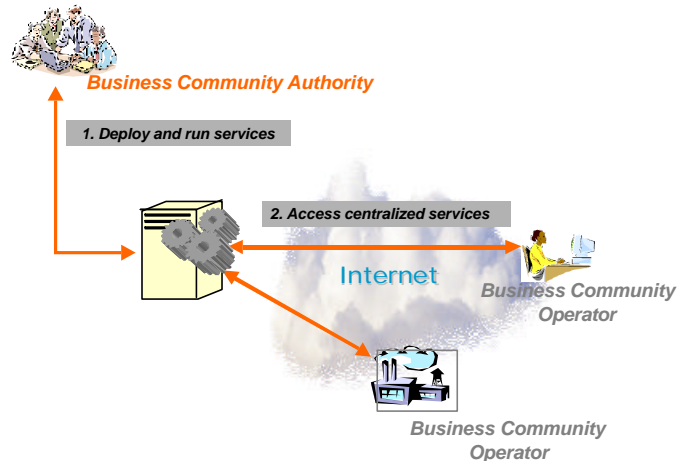 Business Community Authority
1. Deploy and run services
2. Access centralized services
Internet
Business Community
Operator
Business Community
Operator